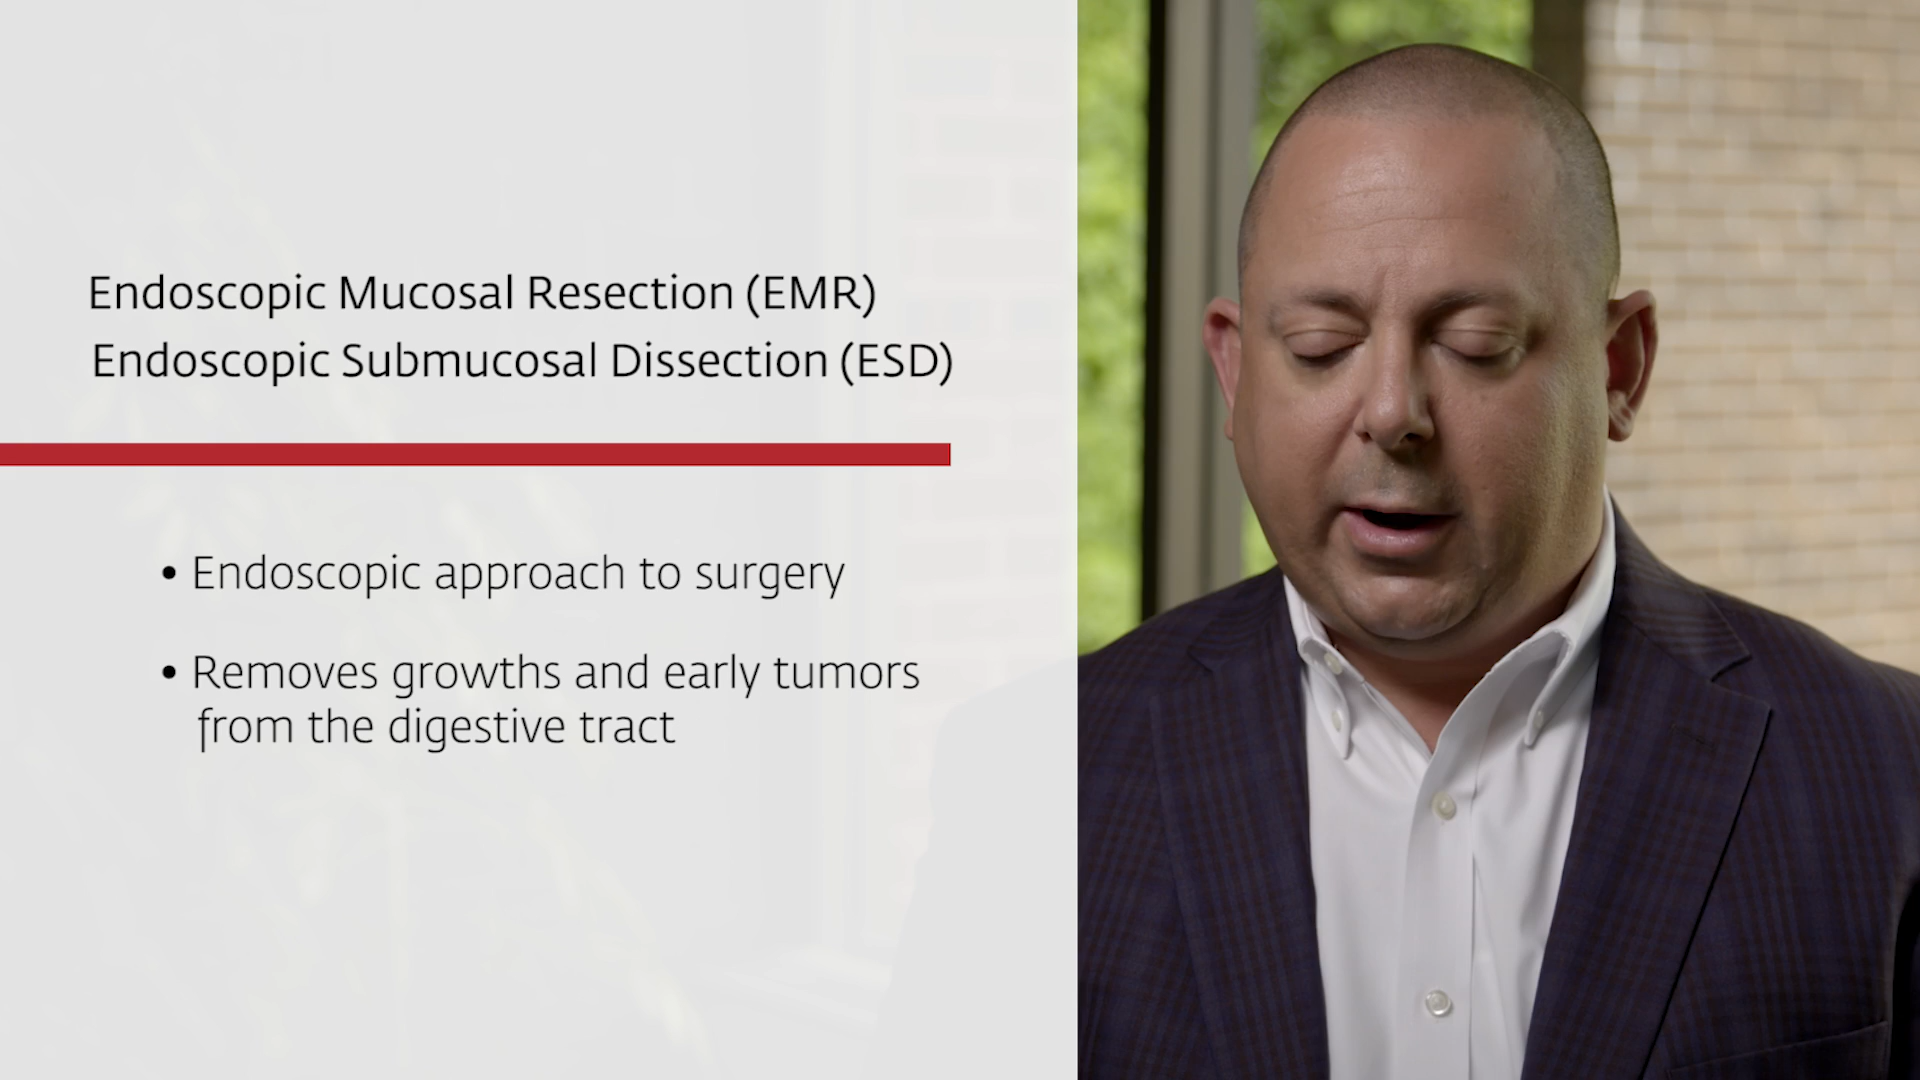 Endoscopic Mucosal Resection (EMR)
Endoscopic Submucosal Dissection (ESD)
• Endoscopic approach to surgery
• Removes growths and early tumors
from the digestive tract